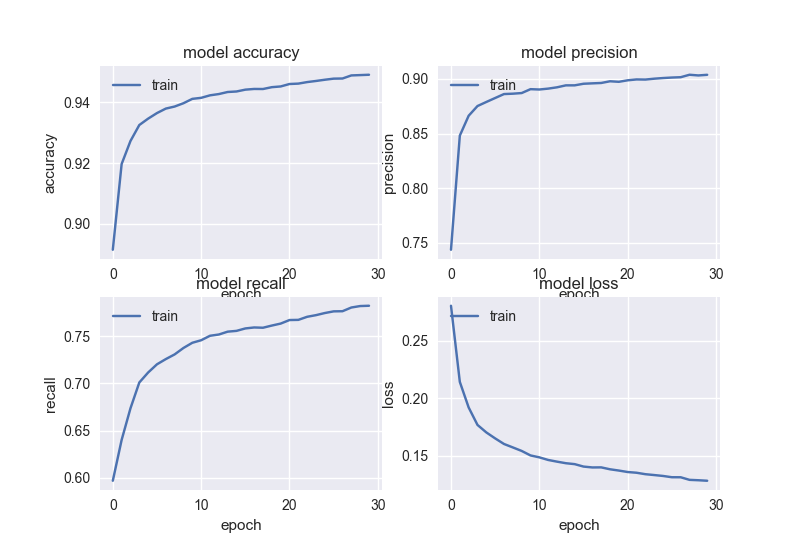 model accuracy
train
0.94
0.92
0.90
accuracy
0
10
20
30
epoch
model precision
train
0.90
0.85
0.80
0.75
precision
0
10
20
30
epoch
model recall
train
0.75
0.70
0.65
0.60
recall
0
10
20
30
epoch
model loss
train
0.25
0.20
0.15
loss
0
10
20
30
epoch